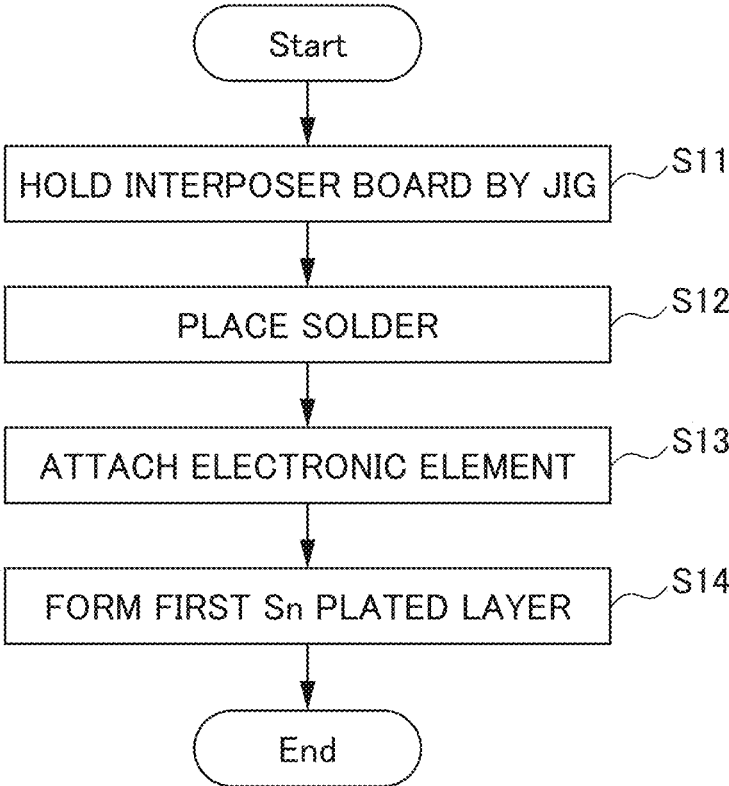 Start
HOLD INTERPOSER BOARD BY JIG
S11
PLACE SOLDER
S12
ATTACH ELECTRONIC ELEMENT
S13
FORM FIRST Sn PLATED LAYER
S14
End